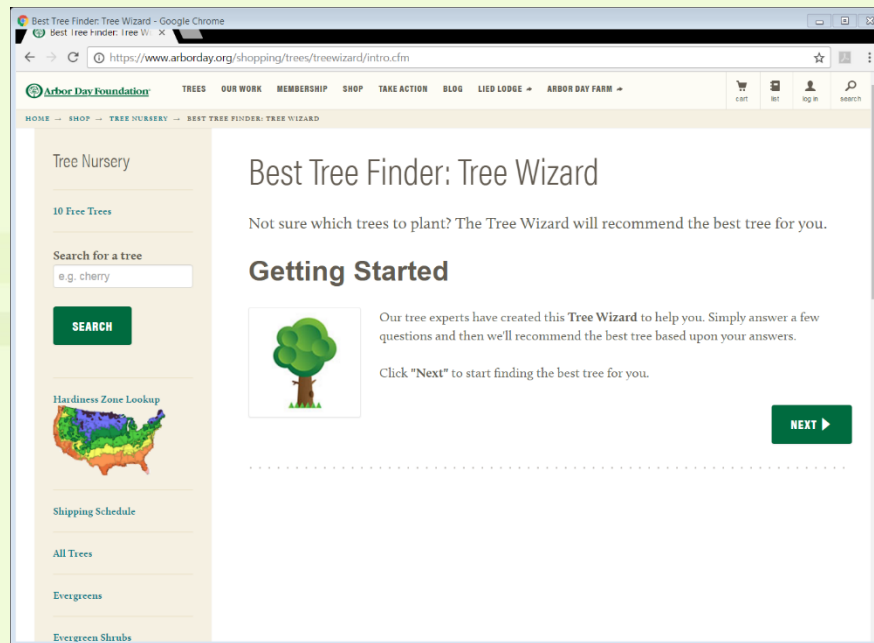 Best Tree Finder: Tree Wizard - Google Chrome
Best Tree Finder: Tree Wi
https://www.arborday.org/shopping/trees/treewizard/intro.cfm
Arbor Day Foundation TREES OUR WORK MEMBERSHIP SHOP TAKE ACTION BLOG LIED LODGE ARBOR DAY FARM cart list log in search
HOME → SHOP → TREE NURSERY → BEST TREE FINDER: TREE WIZARD
Tree Nursery
10 Free Trees
Search for a tree
e.g. cherry
SEARCH
Hardiness Zone Lookup
Shipping Schedule
All Trees
Evergreens
Evergreen Shrubs
Best Tree Finder: Tree Wizard
Not sure which trees to plant? The Tree Wizard will recommend the best tree for you.
Getting Started
Our tree experts have created this Tree Wizard to help you. Simply answer a few
questions and then we'll recommend the best tree based upon your answers.
Click "Next" to start finding the best tree for you.
NEXT